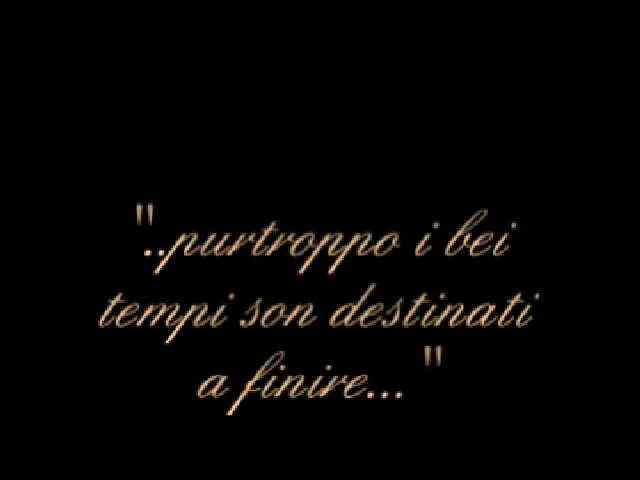 "..purtroppo i bei
tempi son destinati
a finire..."